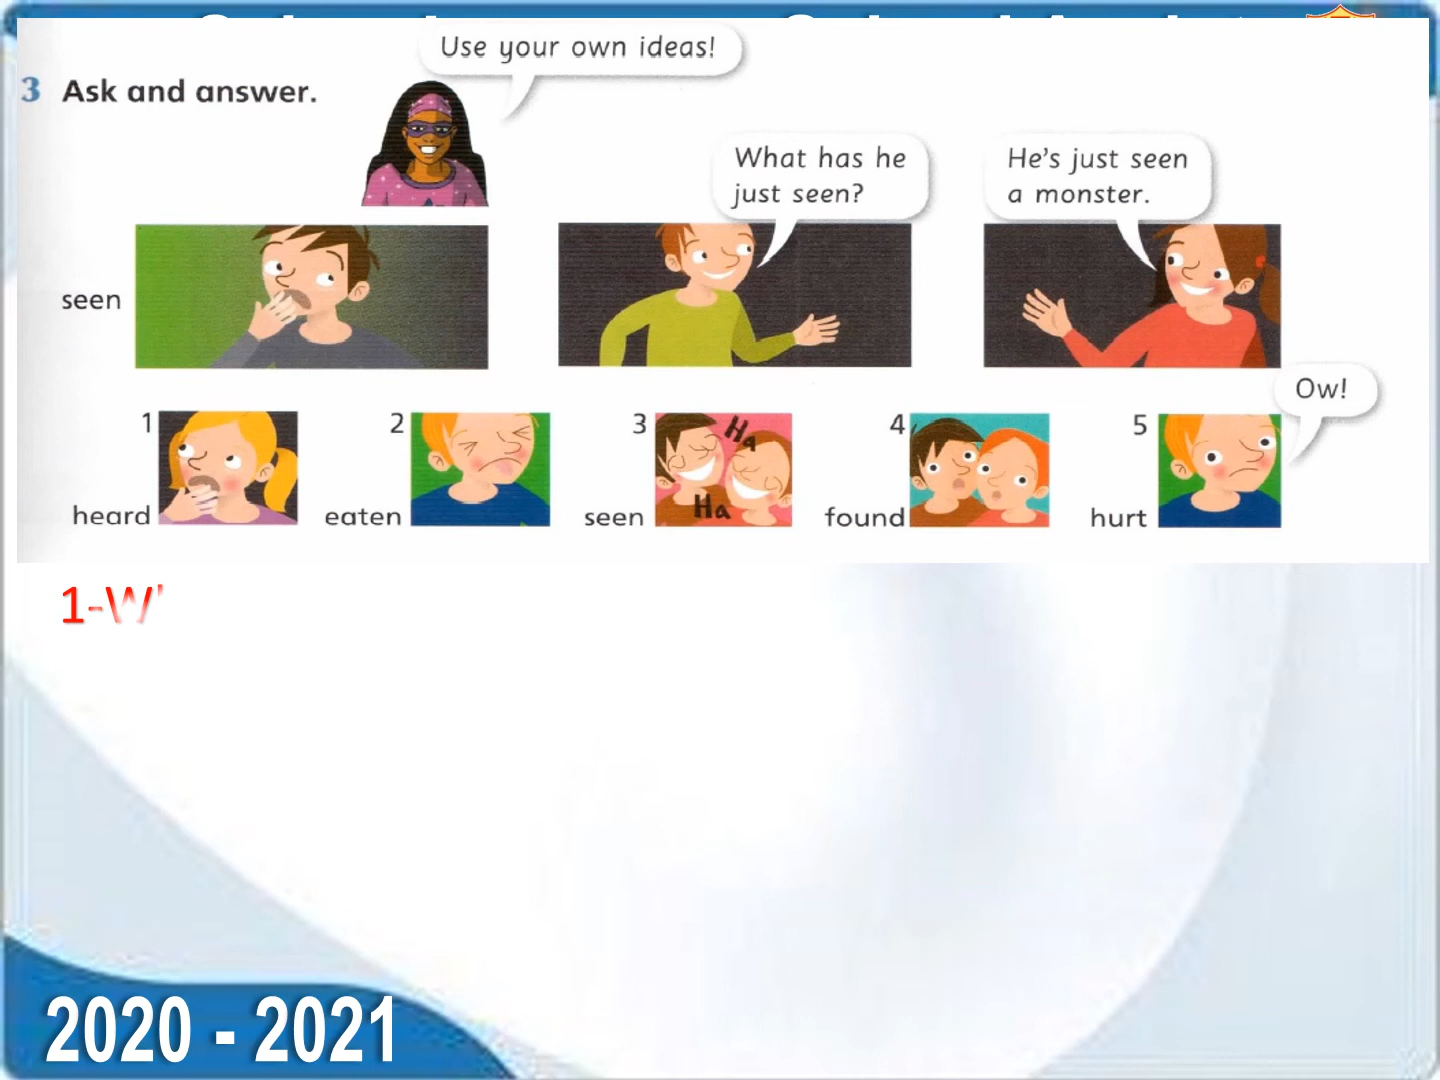 Use your own ideas!
3 Ask and answer.
What has he
just seen?
He's just seen
a monster.
seen
Ow!
1
heard
2
eaten
3
seen
Ha
Ha
4
found
5
hurt
1-W
2020 - 2021